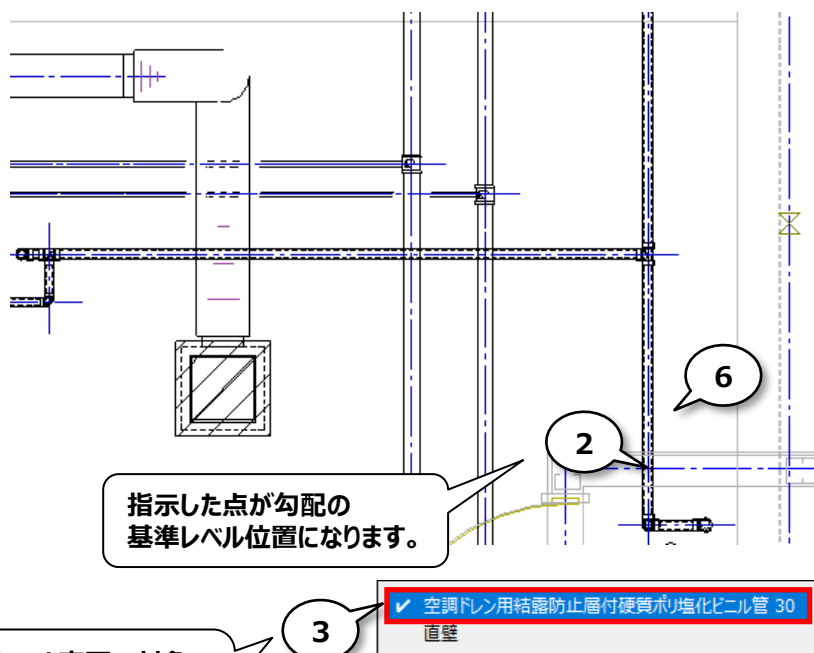 6
2
指示した点が勾配の
基準レベル位置になります。
✔ 空調ドレン用結露防止層付硬質ポリ塩化ビニル管 30
3
直壁